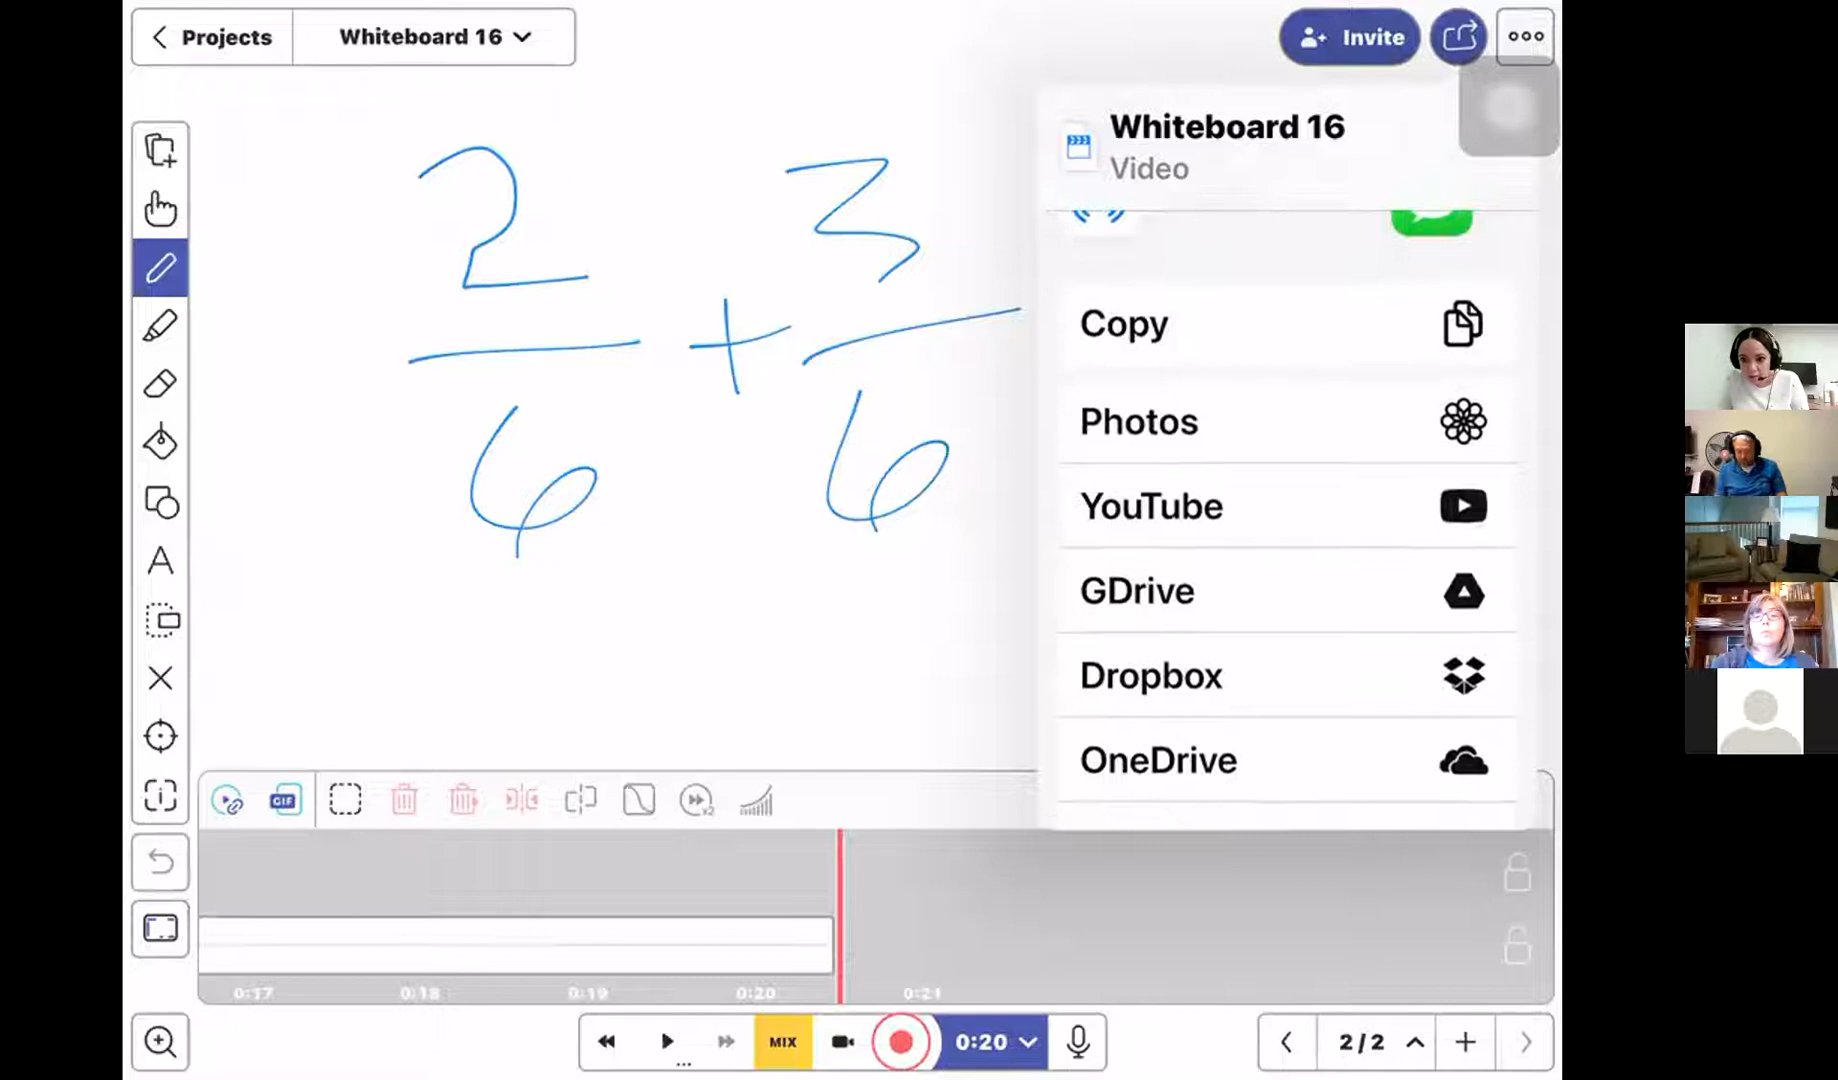 Projects
Whiteboard 16
Invite
Whiteboard 16
Video
2 3
+
6 6
Copy
Photos
YouTube
GDrive
Dropbox
OneDrive
A
GIF
x2
0:17 0:18 0:19 0:20 0:21
MIX
0:20
2/2